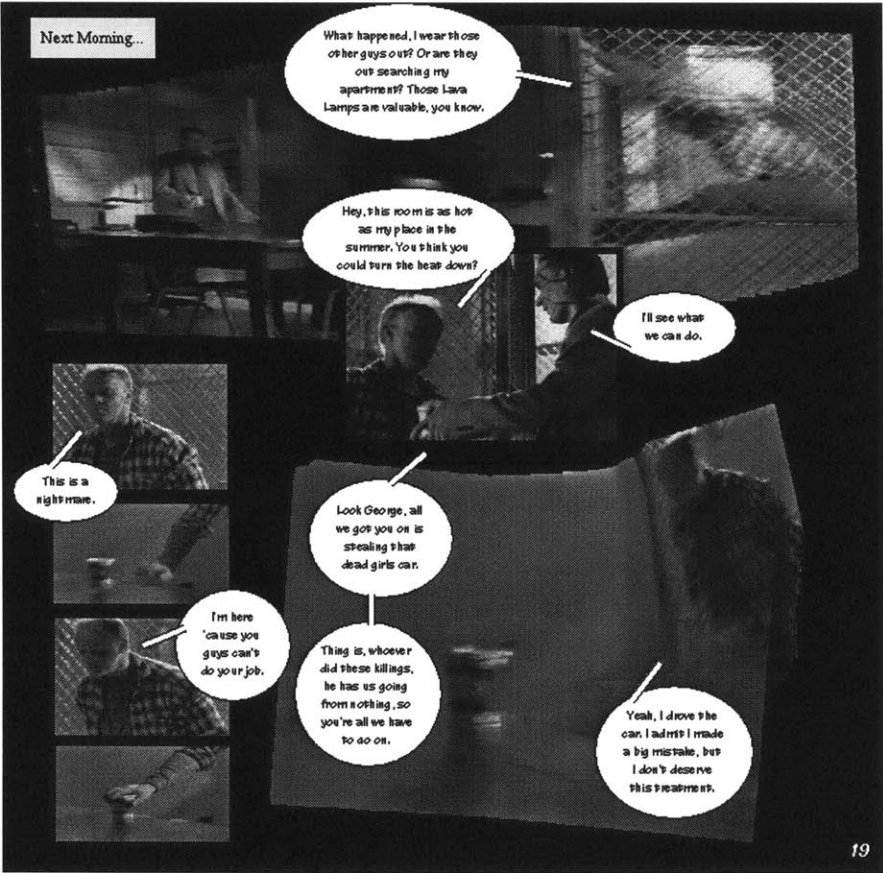 Next Morning...
What happened, I wear those
other guys out? Or are they
out searching my
apartment? Those Lava
Lamps are valuable, you know.
Hey, this room is as hot
as my place in the
summer. You think you
could turn the heat down?
I'll see what
we can do.
This is a
nightmare.
Look George, all
we got you on is
stealing that
dead girls car.
I'm here
'cause you
guys can't
do your job.
Thing is, whoever
did these killings,
he has us going
from nothing, so
you're all we have
to go on.
Yeah, I drove the
car. I admit I made
a big mistake, but
I don't deserve
this treatment.
19